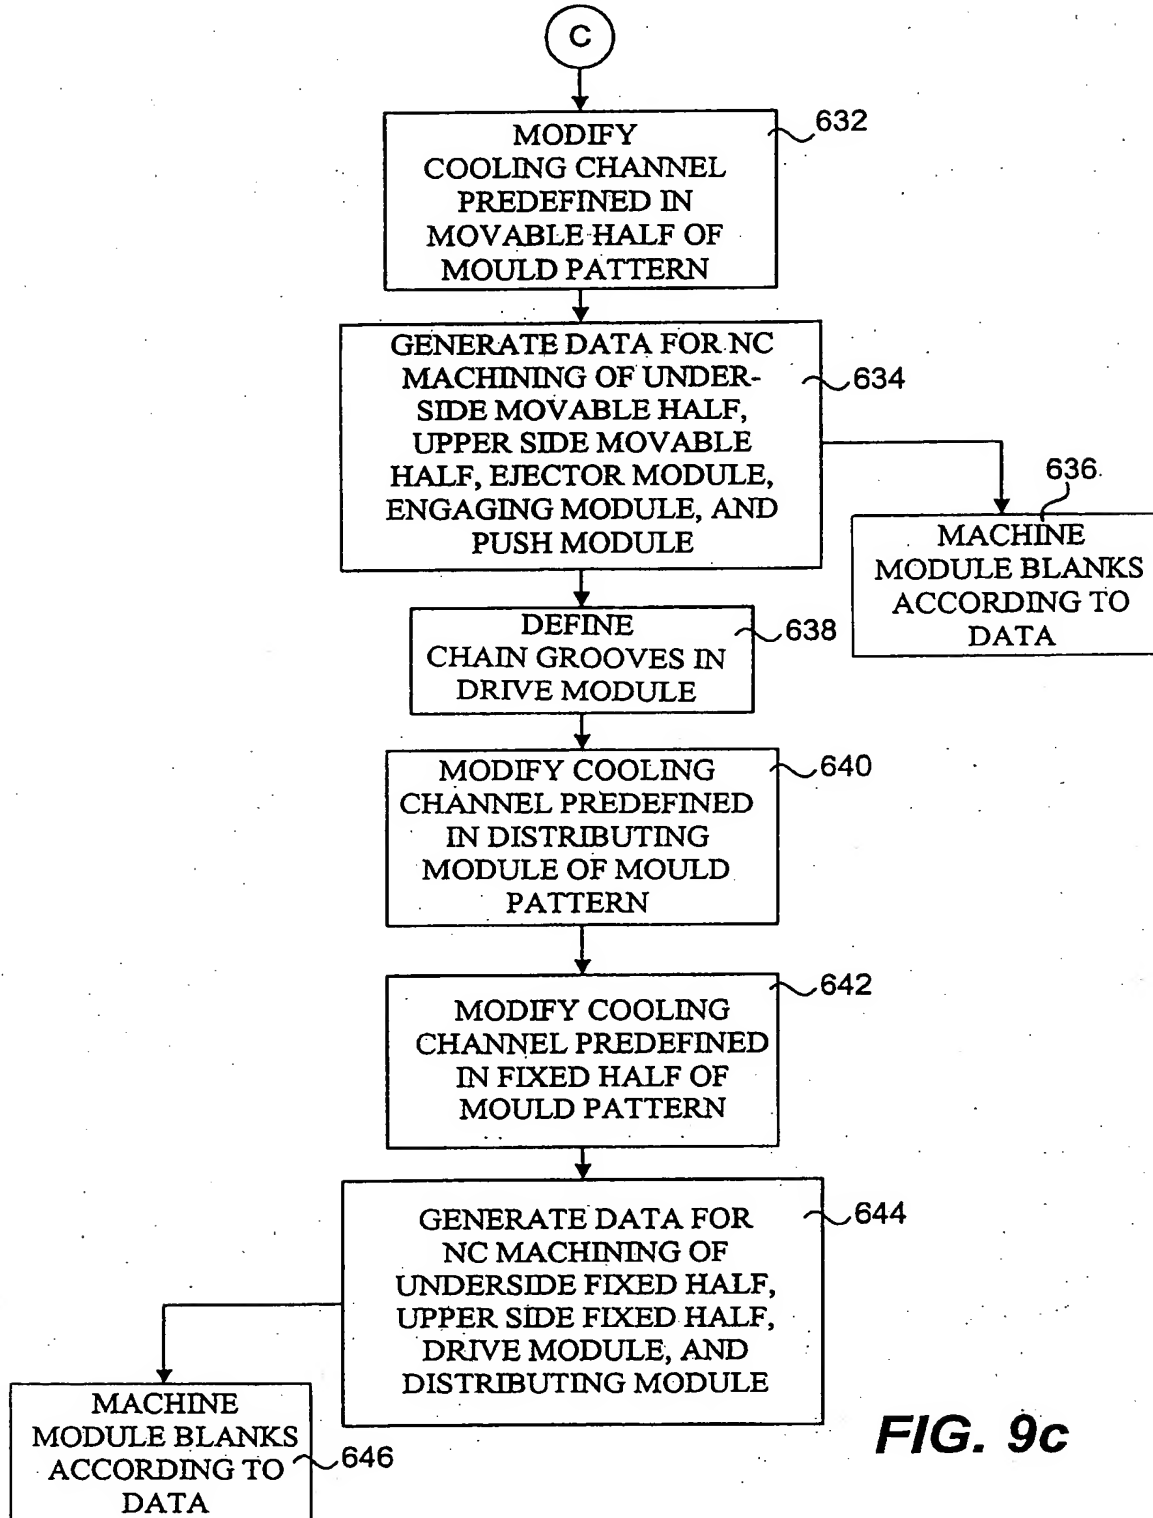 C
MODIFY
COOLING CHANNEL
PREDEFINED IN
MOVABLE HALF OF
MOULD PATTERN
632
GENERATE DATA FOR NC
MACHINING OF UNDER-
SIDE MOVABLE HALF,
UPPER SIDE MOVABLE
HALF, EJECTOR MODULE,
ENGAGING MODULE, AND
PUSH MODULE
634
636
MACHINE
MODULE BLANKS
ACCORDING TO
DATA
DEFINE
CHAIN GROOVES IN
DRIVE MODULE
638
MODIFY COOLING
CHANNEL PREDEFINED
IN DISTRIBUTING
MODULE OF MOULD
PATTERN
640
MODIFY COOLING
CHANNEL PREDEFINED
IN FIXED HALF OF
MOULD PATTERN
642
GENERATE DATA FOR
NC MACHINING OF
UNDERSIDE FIXED HALF,
UPPER SIDE FIXED HALF,
DRIVE MODULE, AND
DISTRIBUTING MODULE
644
MACHINE
MODULE BLANKS
ACCORDING TO
DATA
646
FIG. 9c